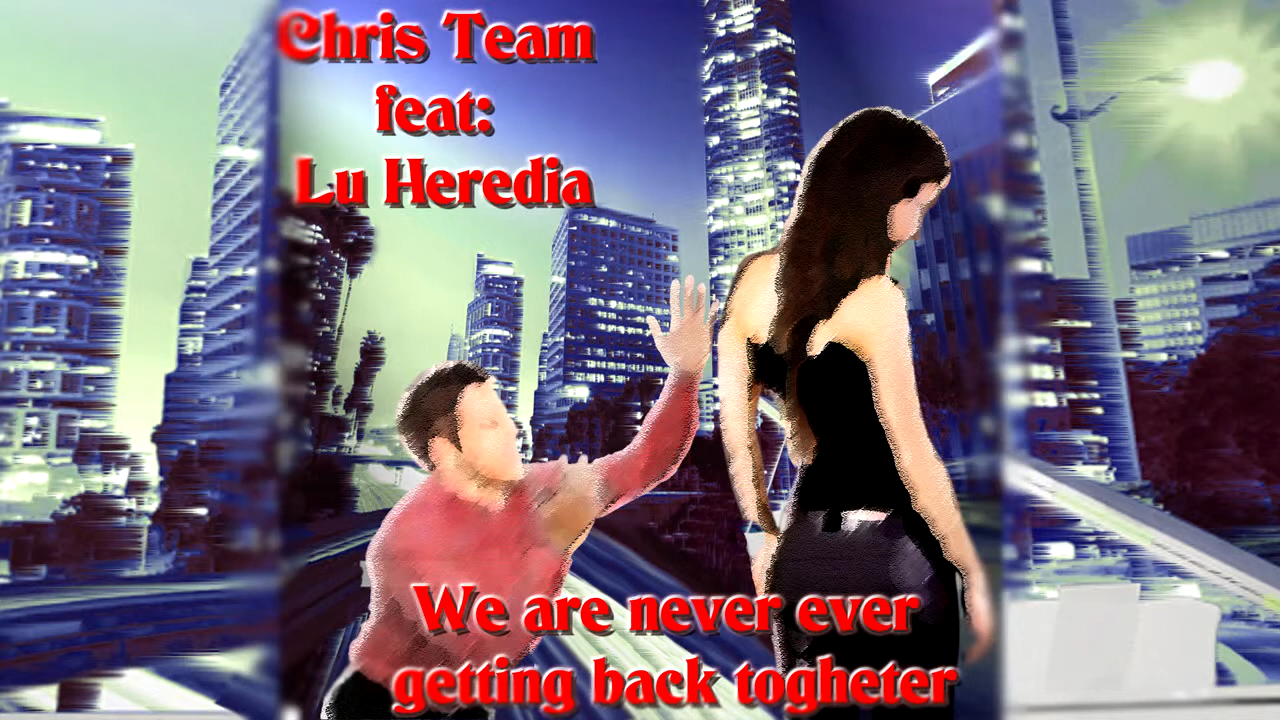 Chris Team
feat:
Lu Heredia
We are never ever
getting back togheter